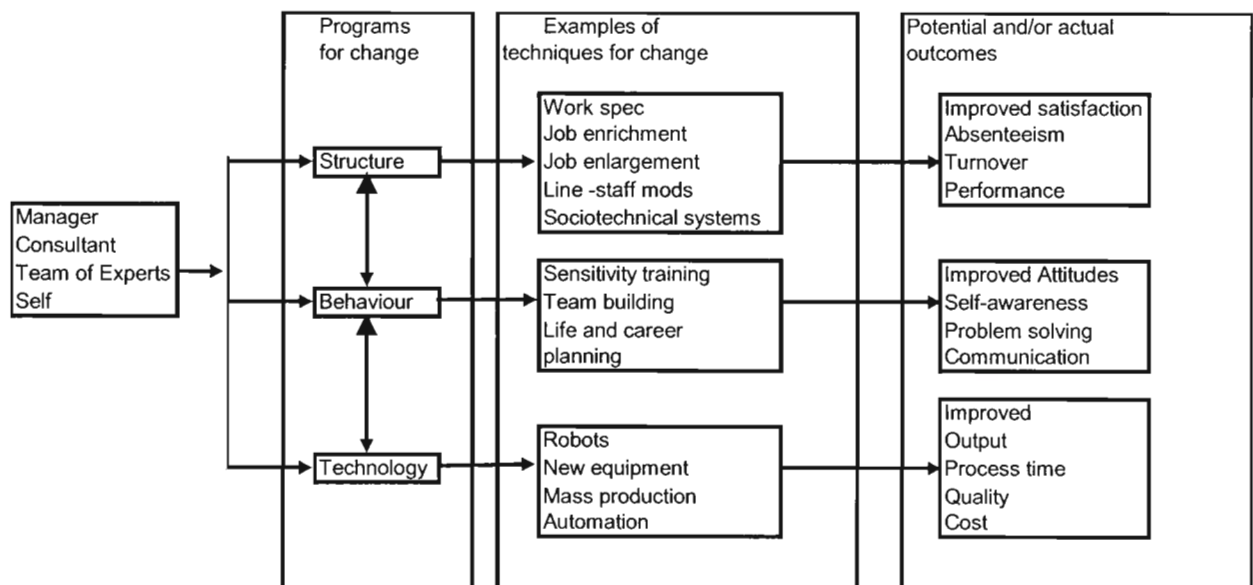 Programs
for change
Examples of
techniques for change
Potential and/or actual
outcomes
Manager
Consultant
Team of Experts
Self
Structure
Behaviour
Technology
Work spec
Job enrichment
Job enlargement
Line -staff mods
Sociotechnical systems
Sensitivity training
Team building
Life and career
planning
Robots
New equipment
Mass production
Automation
Improved satisfaction
Absenteeism
Turnover
Performance
Improved Attitudes
Self-awareness
Problem solving
Communication
Improved
Output
Process time
Quality
Cost